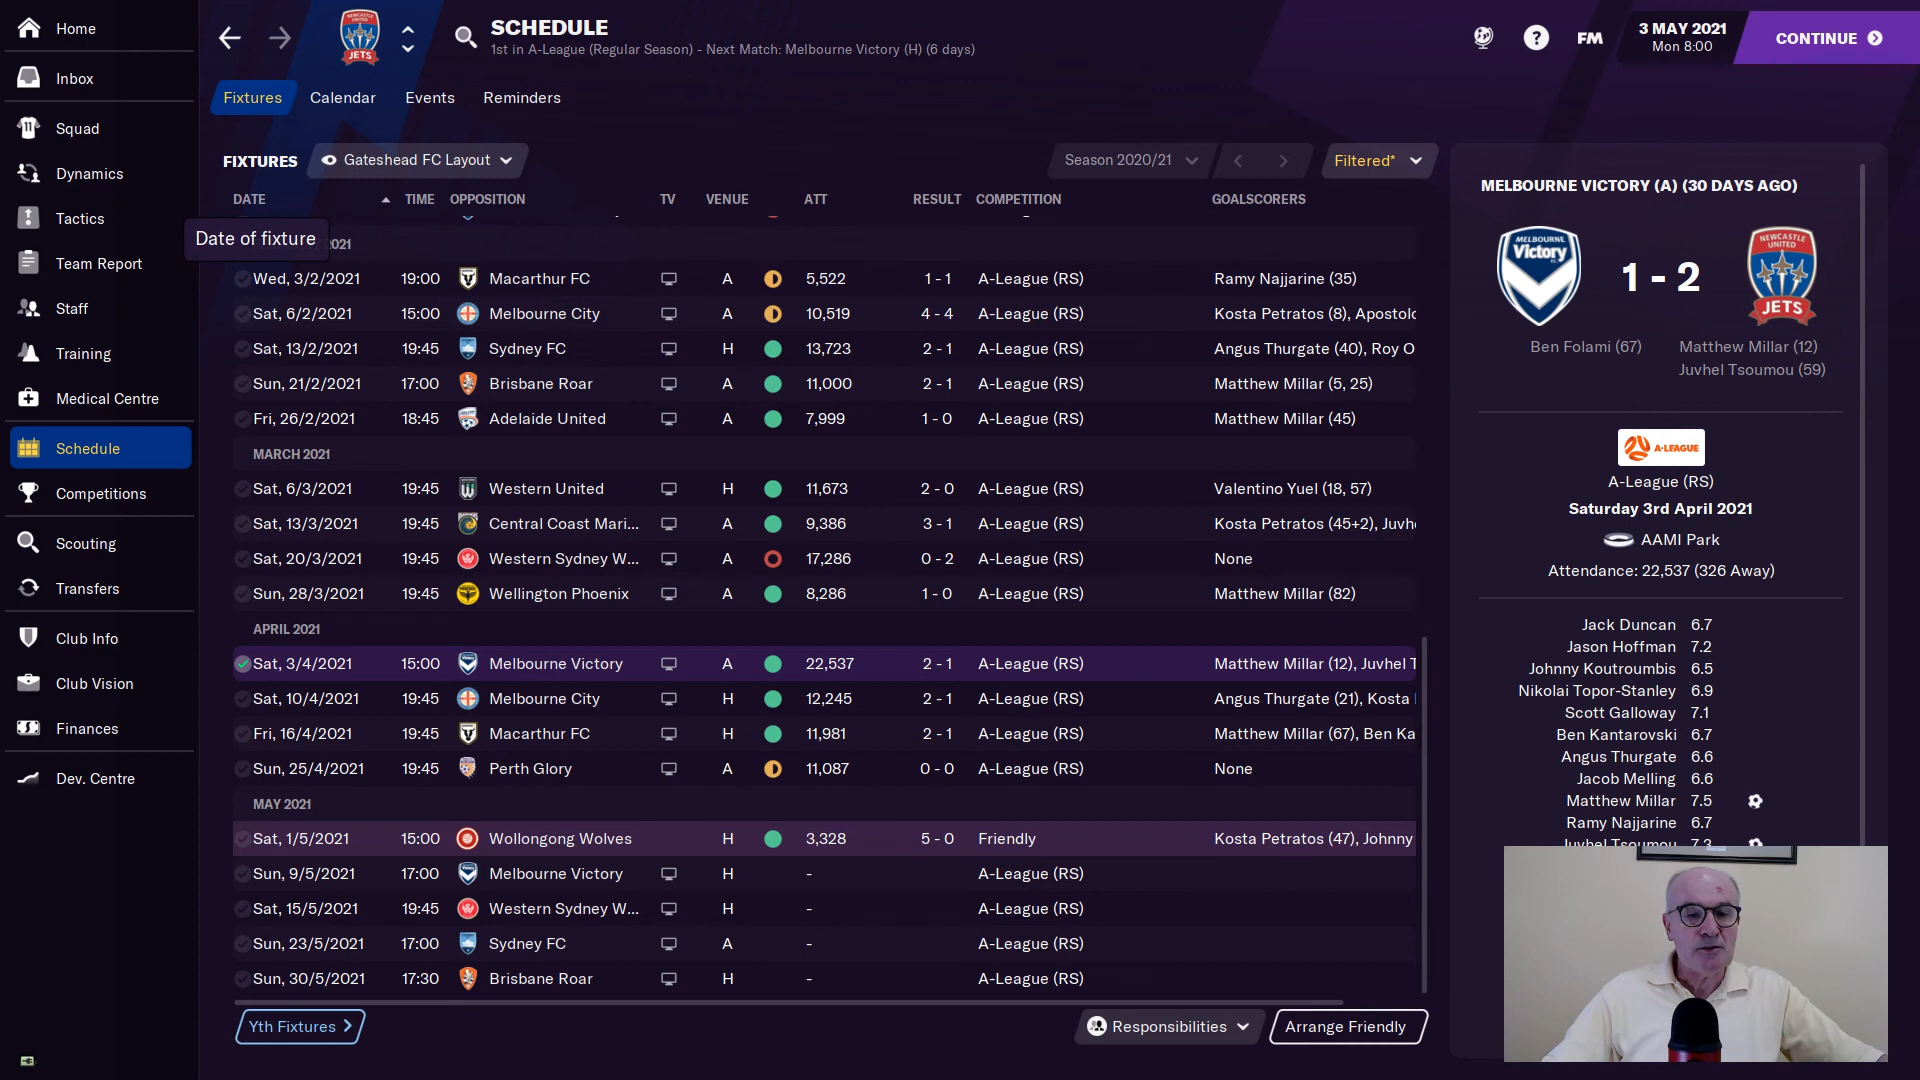 Home
Inbox
Squad
Dynamics
Tactics
Team Report
Staff
Training
Medical Centre
Schedule
Competitions
Scouting
Transfers
Club Info
Club Vision
Finances
Dev. Centre
NEWCASTLE UNITED JETS
SCHEDULE
1st in A-League (Regular Season) - Next Match: Melbourne Victory (H) (6 days)
FM
3 MAY 2021
Mon 8:00
CONTINUE
Fixtures Calendar Events Reminders
FIXTURES Gateshead FC Layout Season 2020/21 Filtered*
DATE TIME OPPOSITION TV VENUE ATT RESULT COMPETITION GOALSCORERS
Date of fixture 2021
Wed, 3/2/2021 19:00 Macarthur FC A 5,522 1 - 1 A-League (RS) Ramy Najjarine (35)
Sat, 6/2/2021 15:00 Melbourne City A 10,519 4 - 4 A-League (RS) Kosta Petratos (8), Apostolo
Sat, 13/2/2021 19:45 Sydney FC H 13,723 2 - 1 A-League (RS) Angus Thurgate (40), Roy O
Sun, 21/2/2021 17:00 Brisbane Roar A 11,000 2 - 1 A-League (RS) Matthew Millar (5, 25)
Fri, 26/2/2021 18:45 Adelaide United A 7,999 1 - 0 A-League (RS) Matthew Millar (45)
MARCH 2021
Sat, 6/3/2021 19:45 Western United H 11,673 2 - 0 A-League (RS) Valentino Yuel (18, 57)
Sat, 13/3/2021 19:45 Central Coast Mari... A 9,386 3 - 1 A-League (RS) Kosta Petratos (45+2), Juvh
Sat, 20/3/2021 19:45 Western Sydney W... A 17,286 0 - 2 A-League (RS) None
Sun, 28/3/2021 19:45 Wellington Phoenix A 8,286 1 - 0 A-League (RS) Matthew Millar (82)
APRIL 2021
Sat, 3/4/2021 15:00 Melbourne Victory A 22,537 2 - 1 A-League (RS) Matthew Millar (12), Juvhel T
Sat, 10/4/2021 19:45 Melbourne City H 12,245 2 - 1 A-League (RS) Angus Thurgate (21), Kosta
Fri, 16/4/2021 19:45 Macarthur FC H 11,981 2 - 1 A-League (RS) Matthew Millar (67), Ben Ka
Sun, 25/4/2021 19:45 Perth Glory A 11,087 0 - 0 A-League (RS) None
MAY 2021
Sat, 1/5/2021 15:00 Wollongong Wolves H 3,328 5 - 0 Friendly Kosta Petratos (47), Johnny
Sun, 9/5/2021 17:00 Melbourne Victory H - A-League (RS)
Sat, 15/5/2021 19:45 Western Sydney W... H - A-League (RS)
Sun, 23/5/2021 17:00 Sydney FC A - A-League (RS)
Sun, 30/5/2021 17:30 Brisbane Roar H - A-League (RS)
Yth Fixtures Responsibilities Arrange Friendly
MELBOURNE VICTORY (A) (30 DAYS AGO)
MELBOURNE Victory 1 - 2 NEWCASTLE UNITED JETS
Ben Folami (67) Matthew Millar (12)
Juvhel Tsoumou (59)
A-LEAGUE
A-League (RS)
Saturday 3rd April 2021
AAMI Park
Attendance: 22,537 (326 Away)
Jack Duncan 6.7
Jason Hoffman 7.2
Johnny Koutroumbis 6.5
Nikolai Topor-Stanley 6.9
Scott Galloway 7.1
Ben Kantarovski 6.7
Angus Thurgate 6.6
Jacob Melling 6.6
Matthew Millar 7.5
Ramy Najjarine 6.7
Juvhel Tsoumou 7.3